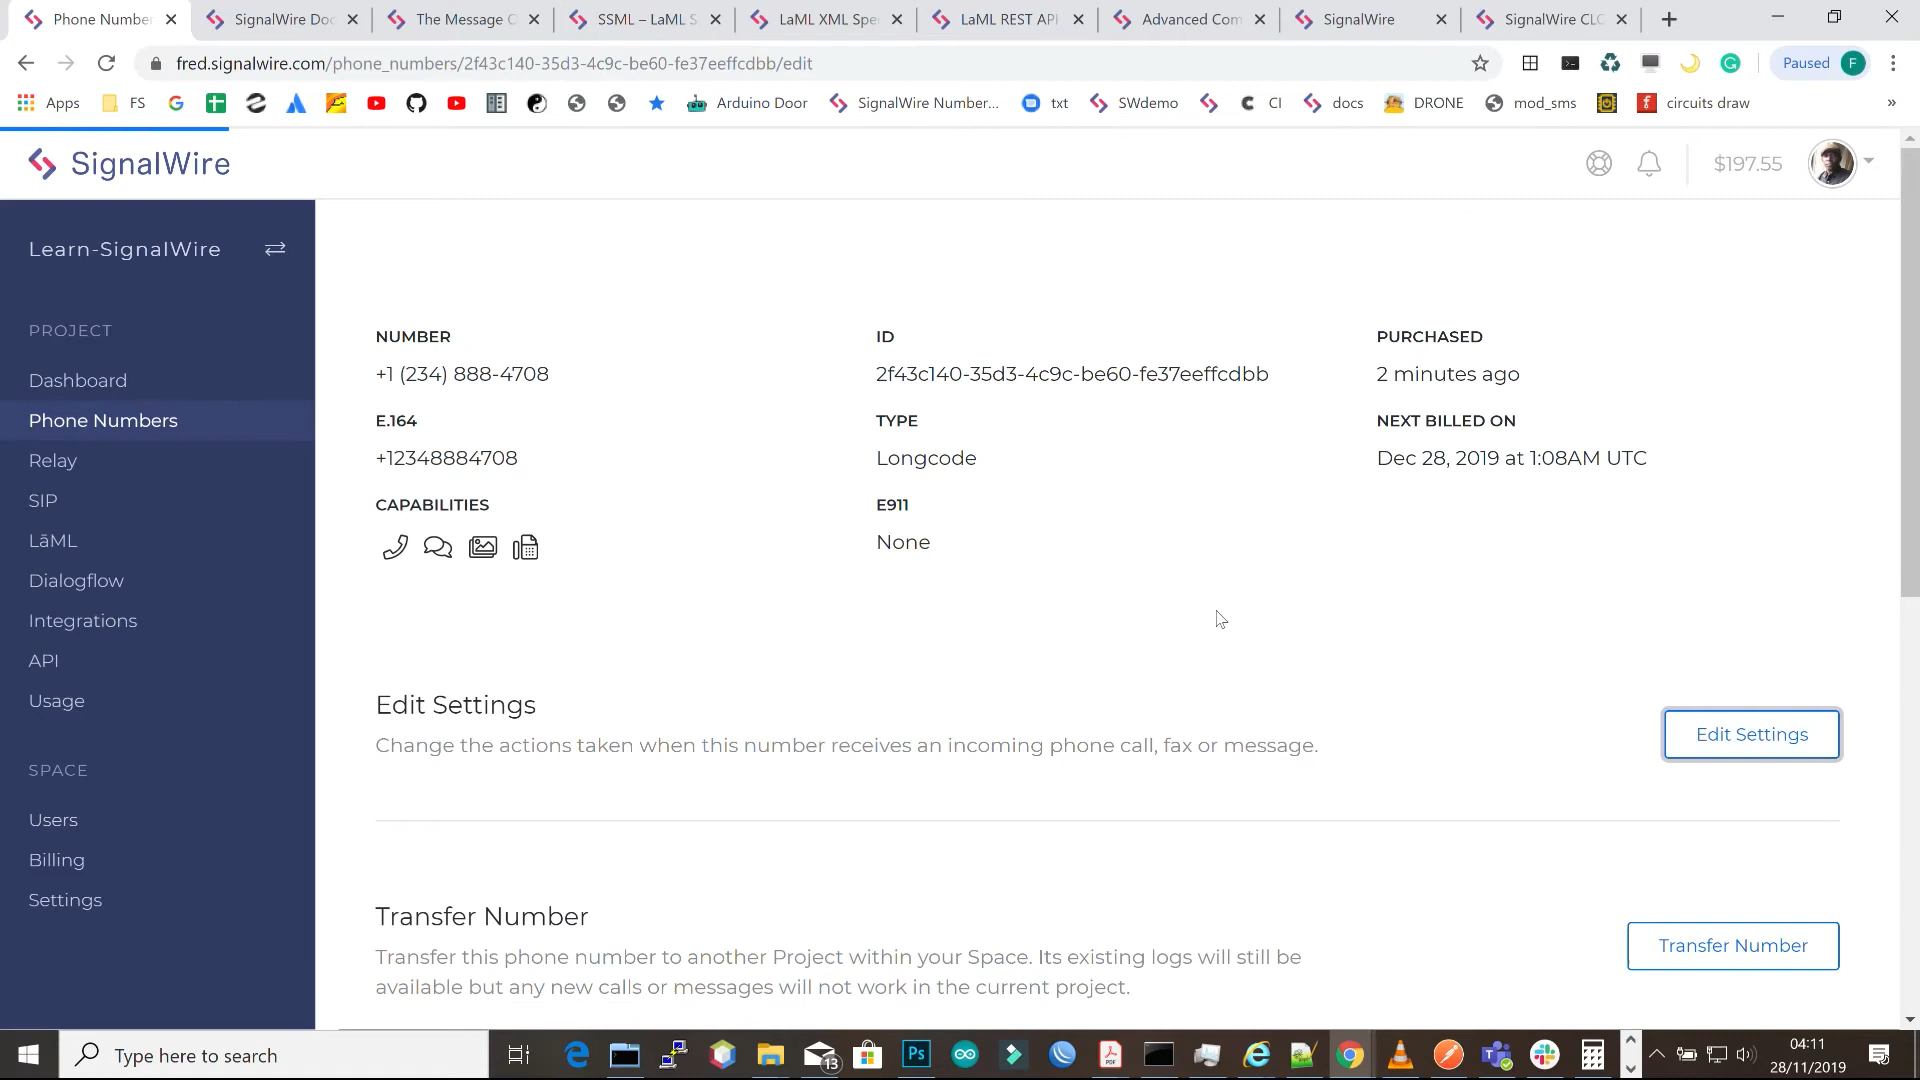 Phone Number
SignalWire Doc
The Message C
SSML – LaML S
LaML XML Spe
LaML REST API
Advanced Com
SignalWire
SignalWire CLC
fred.signalwire.com/phone_numbers/2f43c140-35d3-4c9c-be60-fe37eeffcdbb/edit
Paused
F
Apps
FS
Arduino Door
SignalWire Number...
txt
SWdemo
CI
docs
DRONE
mod_sms
circuits draw
»
SignalWire
$197.55
Learn-SignalWire
PROJECT
Dashboard
Phone Numbers
Relay
SIP
LāML
Dialogflow
Integrations
API
Usage
SPACE
Users
Billing
Settings
NUMBER
+1 (234) 888-4708
E.164
+12348884708
CAPABILITIES
ID
2f43c140-35d3-4c9c-be60-fe37eeffcdbb
TYPE
Longcode
E911
None
PURCHASED
2 minutes ago
NEXT BILLED ON
Dec 28, 2019 at 1:08AM UTC
Edit Settings
Change the actions taken when this number receives an incoming phone call, fax or message.
Edit Settings
Transfer Number
Transfer this phone number to another Project within your Space. Its existing logs will still be
available but any new calls or messages will not work in the current project.
Transfer Number
Type here to search
13
Ps
04:11
28/11/2019